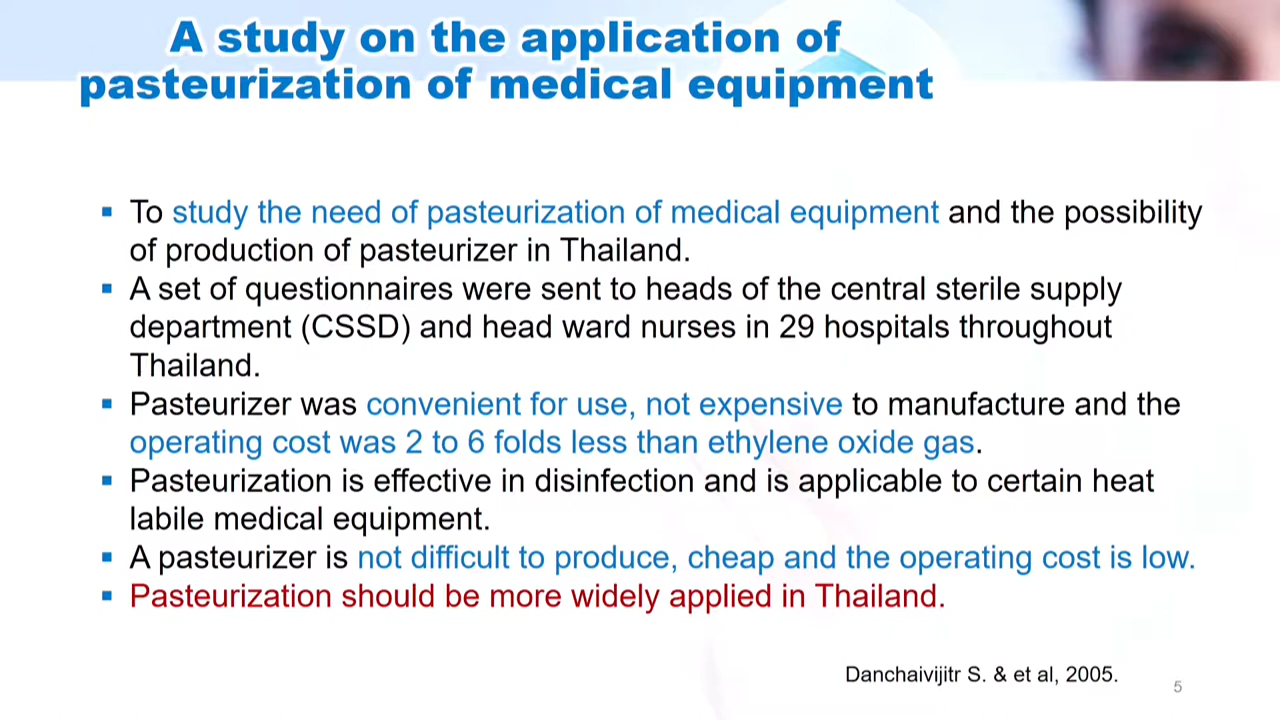 A study on the application of
pasteurization of medical equipment
▪ To study the need of pasteurization of medical equipment and the possibility
of production of pasteurizer in Thailand.
▪ A set of questionnaires were sent to heads of the central sterile supply
department (CSSD) and head ward nurses in 29 hospitals throughout
Thailand.
▪ Pasteurizer was convenient for use, not expensive to manufacture and the
operating cost was 2 to 6 folds less than ethylene oxide gas.
▪ Pasteurization is effective in disinfection and is applicable to certain heat
labile medical equipment.
▪ A pasteurizer is not difficult to produce, cheap and the operating cost is low.
▪ Pasteurization should be more widely applied in Thailand.
Danchaivijitr S. & et al, 2005.
5